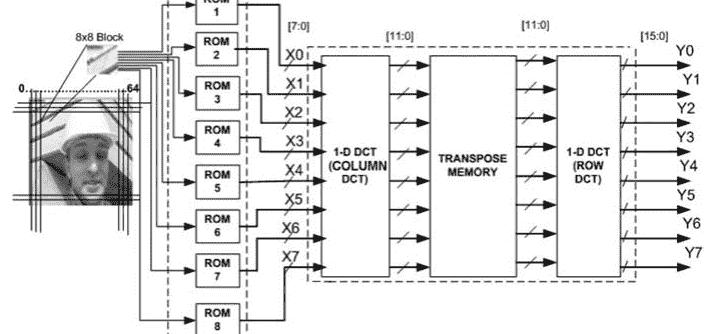 8x8 Block
0
64
ROM
1
ROM
2
ROM
3
ROM
4
ROM
5
ROM
6
ROM
7
ROM
8
[7:0]
X0
X1
X2
X3
X4
X5
X6
X7
1-D DCT
(COLUMN
DCT)
[11:0]
TRANSPOSE
MEMORY
[11:0]
1-D DCT
(ROW
DCT)
[15:0]
Y0
Y1
Y2
Y3
Y4
Y5
Y6
Y7